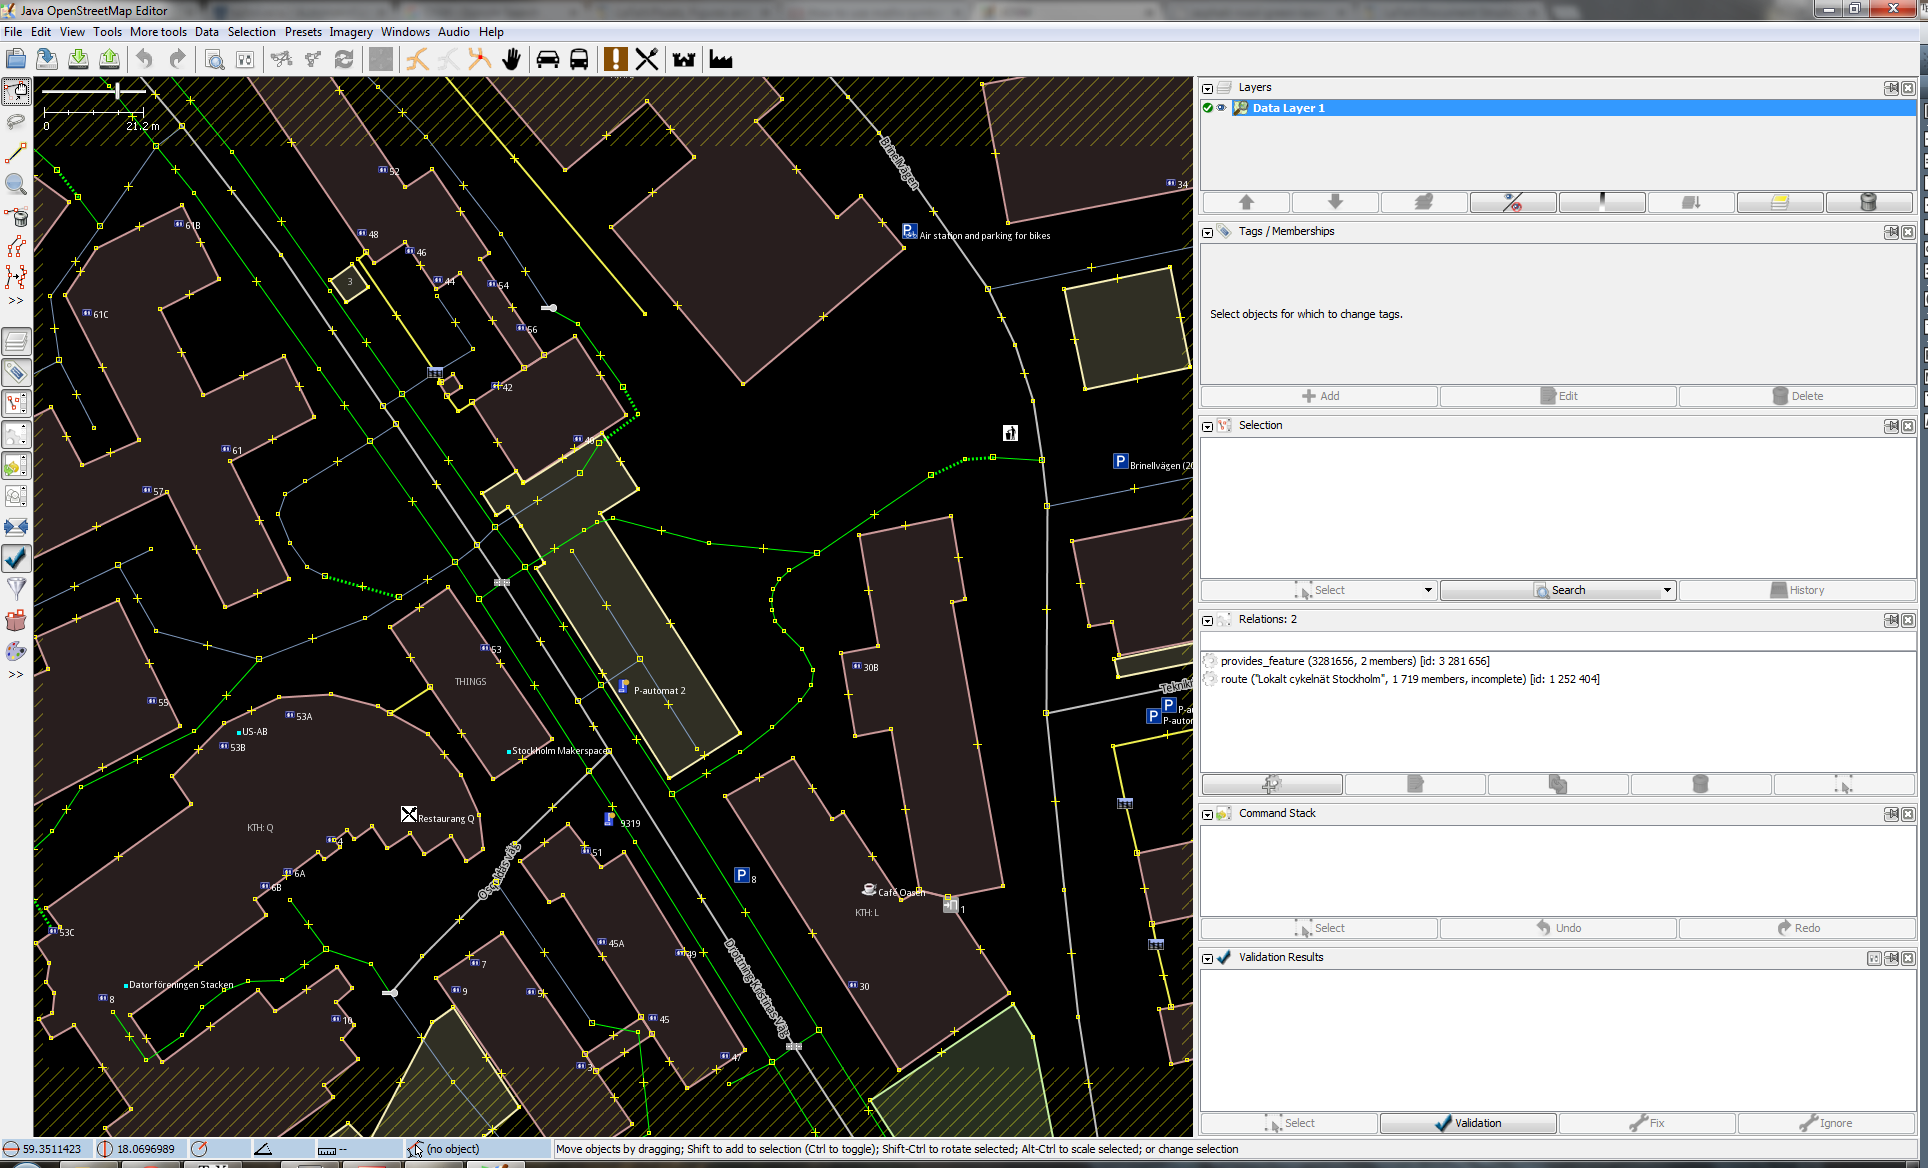 Java OpenStreetMap Editor
File Edit View Tools More tools Data Selection Presets Imagery Windows Audio Help
0 21.2 m
Brinellvägen
52
34
61B
48
Air station and parking for bikes
46
3
44
54
61C
56
42
Brinellvägen (20
61
57
53
30B
THINGS
P-automat 2
Teknikr
P-au
P-autor
59
53A
US-AB
53B
Stockholm Makerspace
Restaurang Q
9319
KTH: Q
4
51
Osquldas väg
8
6A
6B
Café Oasen
KTH: L
1
53C
45A
49
Drottning Kristinas väg
7
Datorföreningen Stacken
9
30
8
10
45
47
3
Layers
Data Layer 1
Tags / Memberships
Select objects for which to change tags.
Add Edit Delete
Selection
Select Search History
Relations: 2
provides_feature (3281656, 2 members) [id: 3 281 656]
route ("Lokalt cykelnät Stockholm", 1 719 members, incomplete) [id: 1 252 404]
Command Stack
Select Undo Redo
Validation Results
Select Validation Fix Ignore
59.3511423 18.0696989 -- (no object) Move objects by dragging; Shift to add to selection (Ctrl to toggle); Shift-Ctrl to rotate selected; Alt-Ctrl to scale selected; or change selection